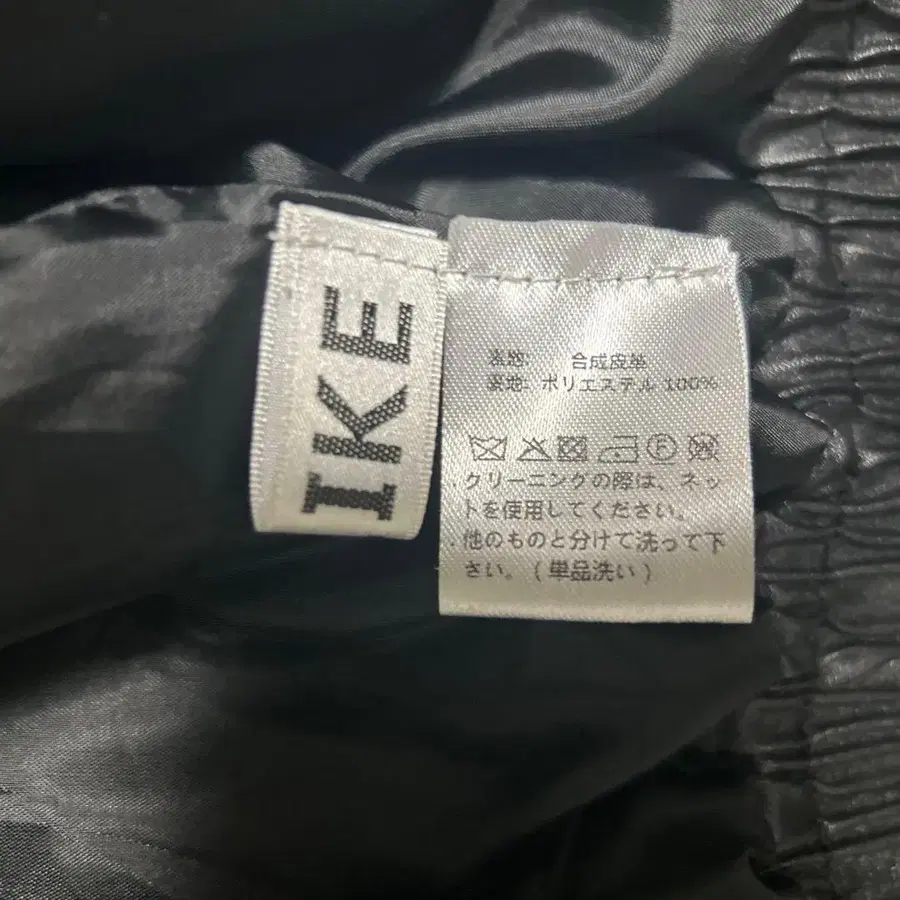 IKE
表地: 合成皮革
裏地: ポリエステル 100%
F
.クリーニングの際は、ネッ
トを使用してください。
.他のものと分けて洗って下
さい。(単品洗い)